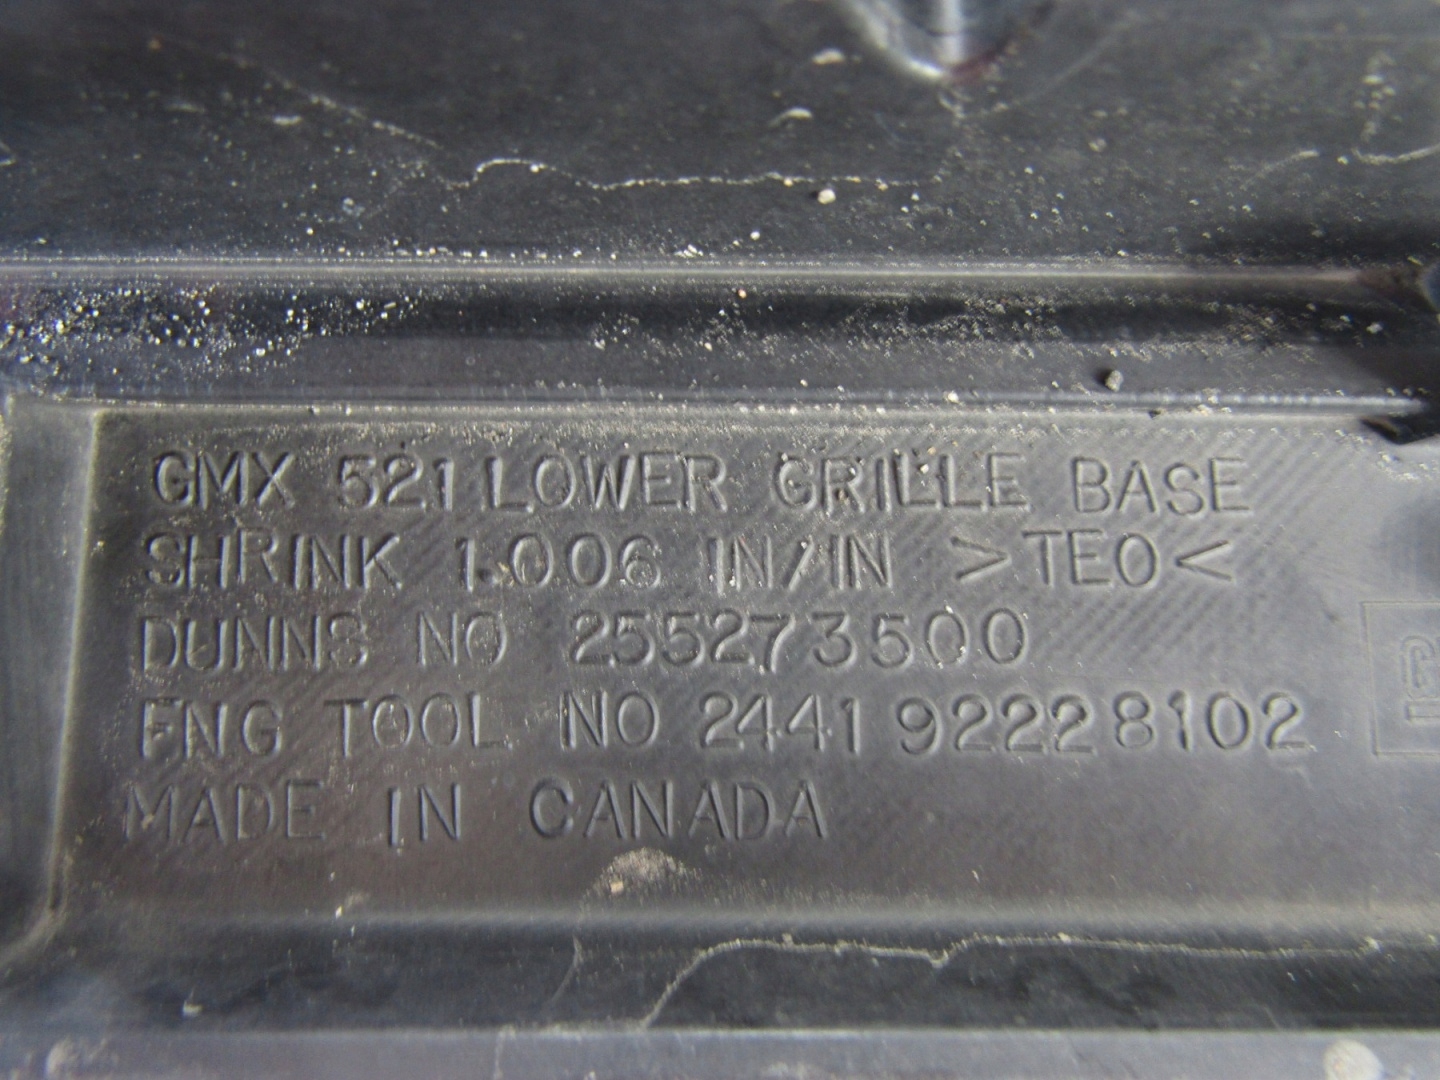 GMX 521 LOWER GRILLE BASE
SHRINK 1.006 IN/IN >TEO<
DUNNS NO 255273500
ENG TOOL NO 2441 92228102
MADE IN CANADA